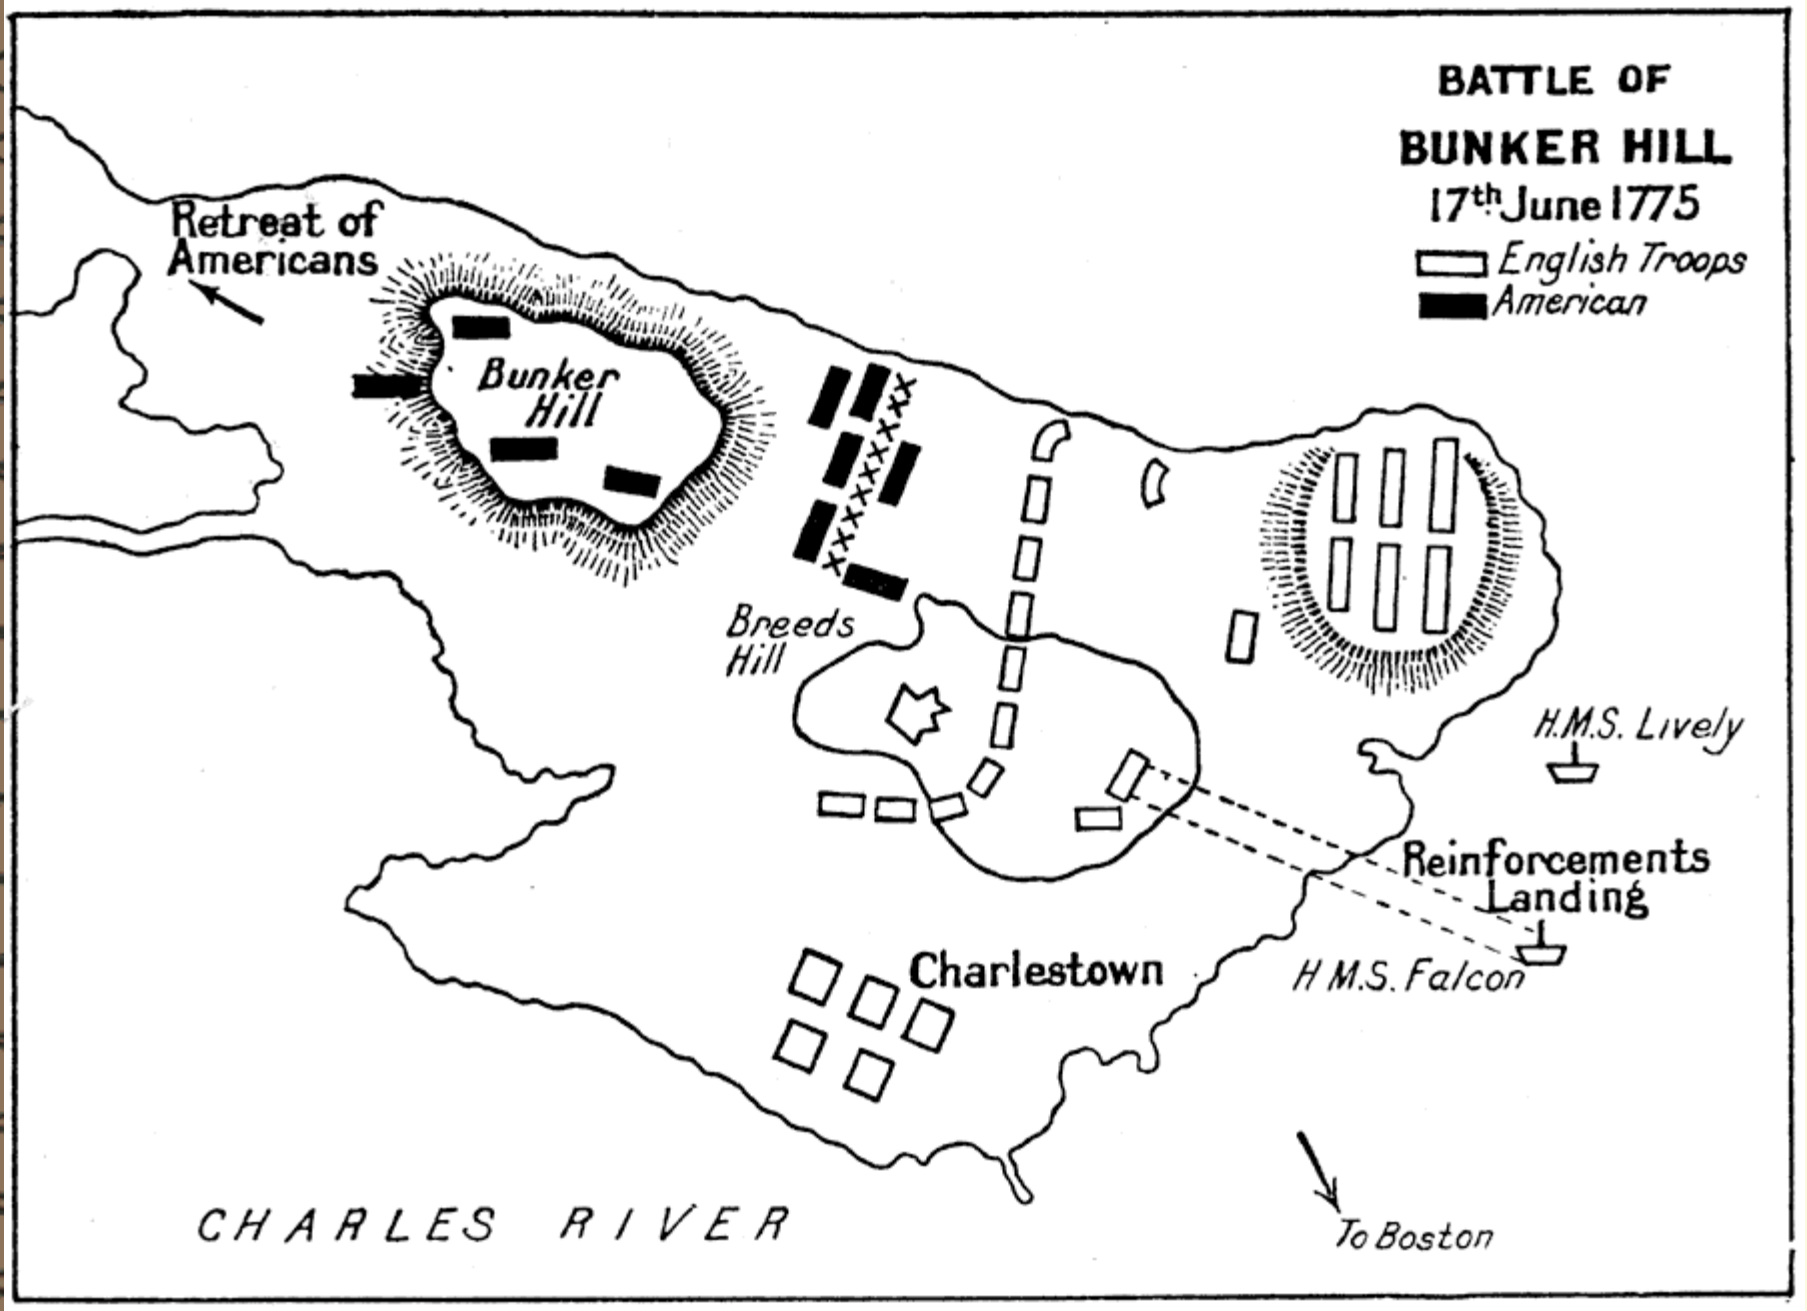 BATTLE OF
BUNKER HILL
17th June 1775
English Troops
American
Retreat of
Americans
Bunker
Hill
Breeds
Hill
H.M.S. Lively
Reinforcements
Landing
Charlestown
H M.S. Falcon
CHARLES RIVER
To Boston